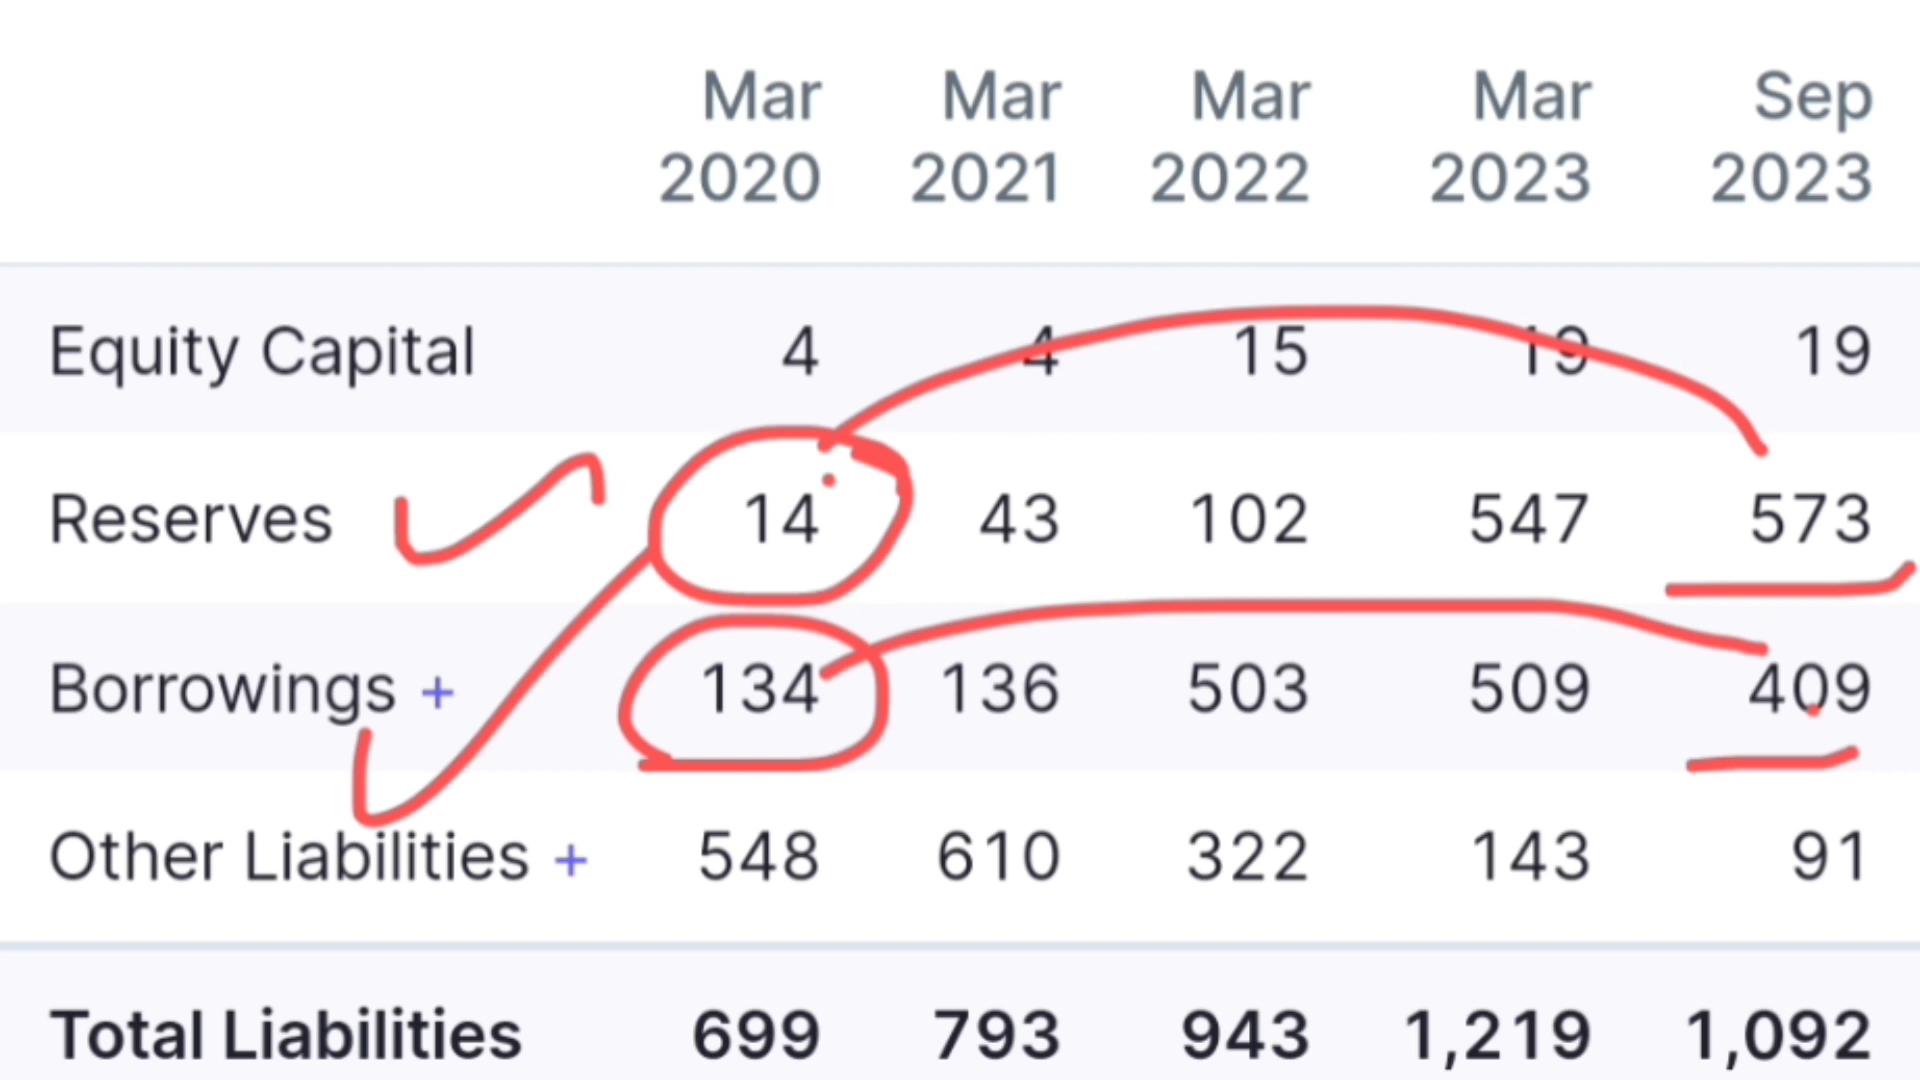 Mar Mar Mar Mar Sep
2020 2021 2022 2023 2023
Equity Capital 4 4 15 19 19
Reserves 14 43 102 547 573
Borrowings + 134 136 503 509 409
Other Liabilities + 548 610 322 143 91
Total Liabilities 699 793 943 1,219 1,092